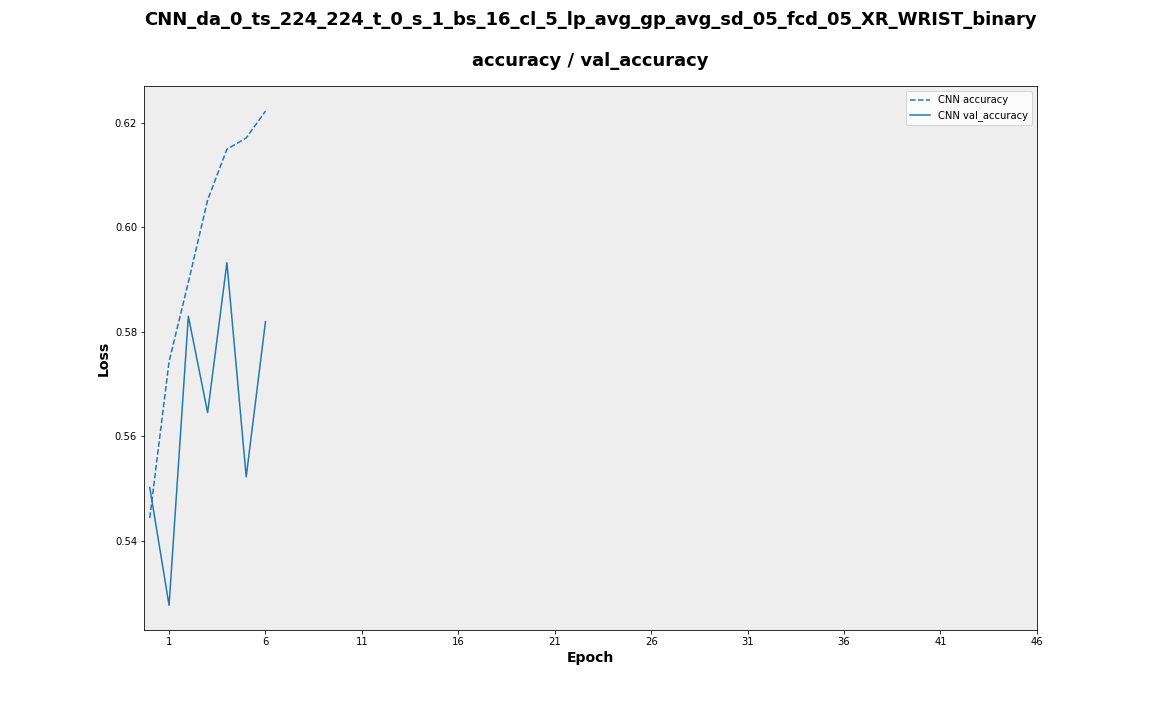 CNN_da_0_ts_224_224_t_0_s_1_bs_16_cl_5_lp_avg_gp_avg_sd_05_fcd_05_XR_WRIST_binary
accuracy / val_accuracy
CNN accuracy
CNN val_accuracy
0.62
0.60
0.58
0.56
0.54
Loss
1 6 11 16 21 26 31 36 41 46
Epoch